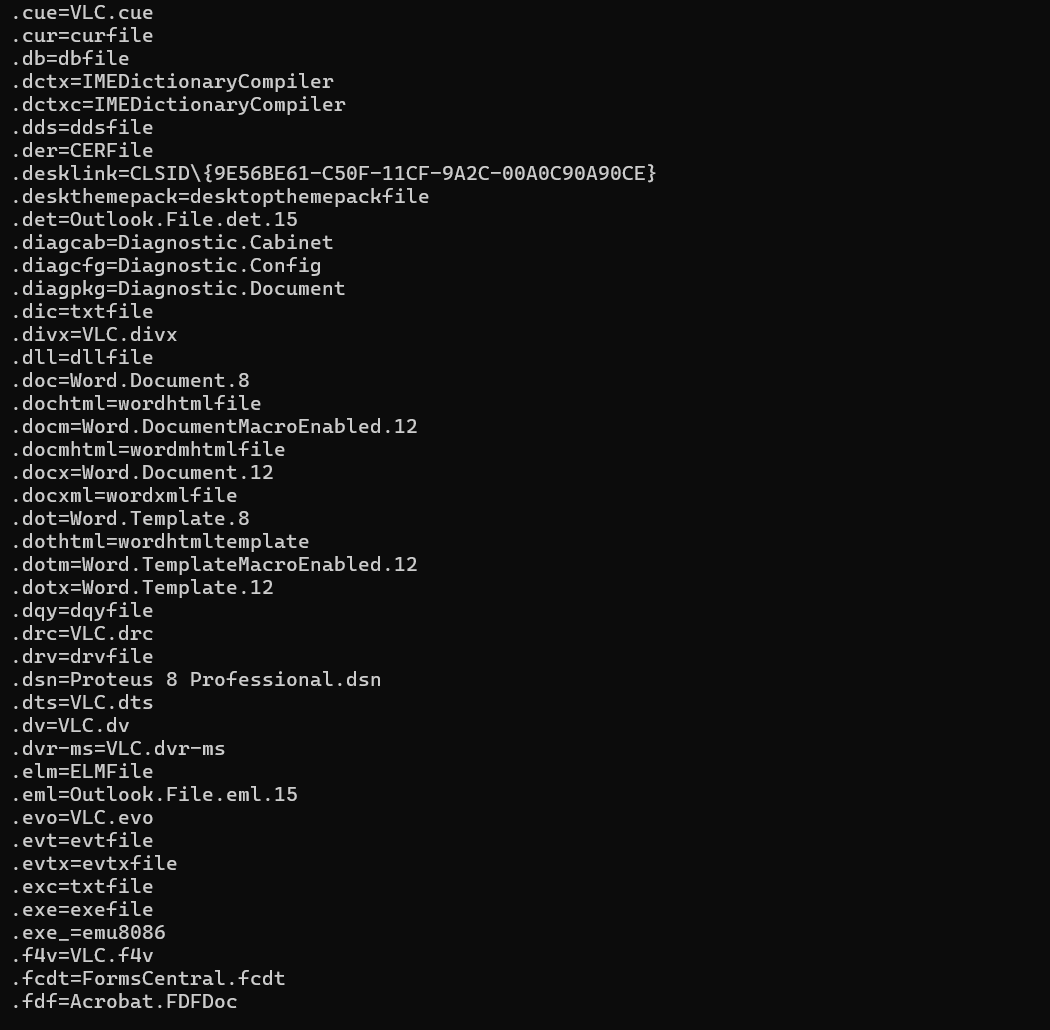 .cue=VLC.cue
.cur=curfile
.db=dbfile
.dctx=IMEDictionaryCompiler
.dctxc=IMEDictionaryCompiler
.dds=ddsfile
.der=CERFile
.desklink=CLSID\{9E56BE61-C50F-11CF-9A2C-00A0C90A90CE}
.deskthemepack=desktopthemepackfile
.det=Outlook.File.det.15
.diagcab=Diagnostic.Cabinet
.diagcfg=Diagnostic.Config
.diagpkg=Diagnostic.Document
.dic=txtfile
.divx=VLC.divx
.dll=dllfile
.doc=Word.Document.8
.dochtml=wordhtmlfile
.docm=Word.DocumentMacroEnabled.12
.docmhtml=wordmhtmlfile
.docx=Word.Document.12
.docxml=wordxmlfile
.dot=Word.Template.8
.dothtml=wordhtmltemplate
.dotm=Word.TemplateMacroEnabled.12
.dotx=Word.Template.12
.dqy=dqyfile
.drc=VLC.drc
.drv=drvfile
.dsn=Proteus 8 Professional.dsn
.dts=VLC.dts
.dv=VLC.dv
.dvr-ms=VLC.dvr-ms
.elm=ELMFile
.eml=Outlook.File.eml.15
.evo=VLC.evo
.evt=evtfile
.evtx=evtxfile
.exc=txtfile
.exe=exefile
.exe_=emu8086
.f4v=VLC.f4v
.fcdt=FormsCentral.fcdt
.fdf=Acrobat.FDFDoc